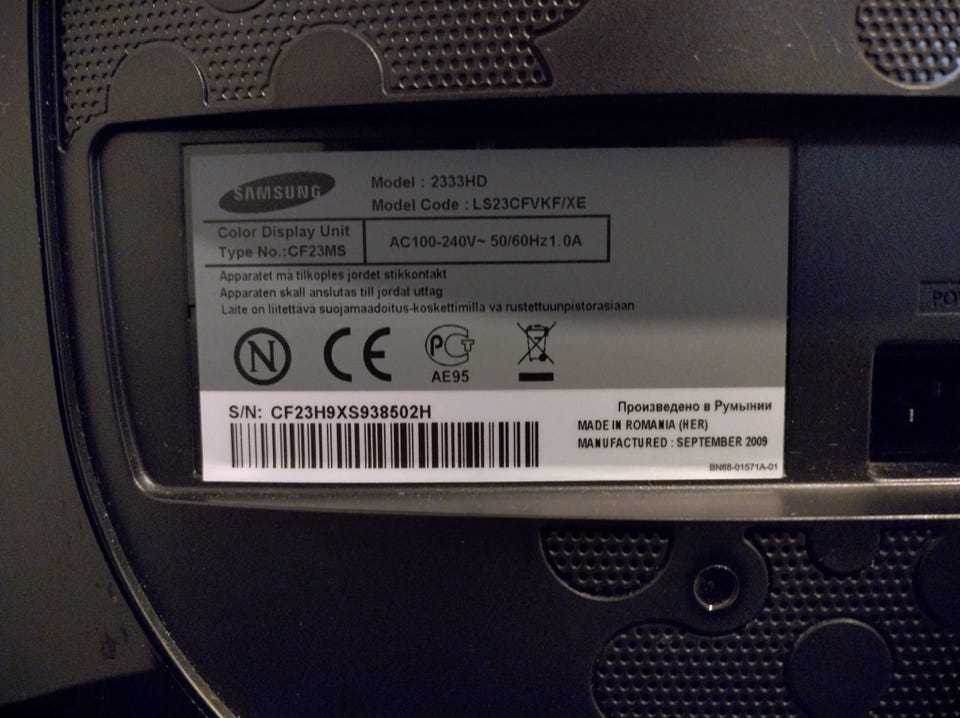 SAMSUNG
Model : 2333HD
Model Code : LS23CFVKF/XE
Color Display Unit
Type No.:CF23MS
AC100-240V~ 50/60Hz1.0A
Apparatet må tilkoples jordet stikkontakt
Apparaten skall anslutas till jordat uttag
Laite on liitettävä suojamaadoitus-koskettimilla va rustettuunpistorasiaan
N
CE
PCT
AE95
S/N: CF23H9XS938502H
Произведено в Румынии
MADE IN ROMANIA (HER)
MANUFACTURED : SEPTEMBER 2009
BN68-01571A-01